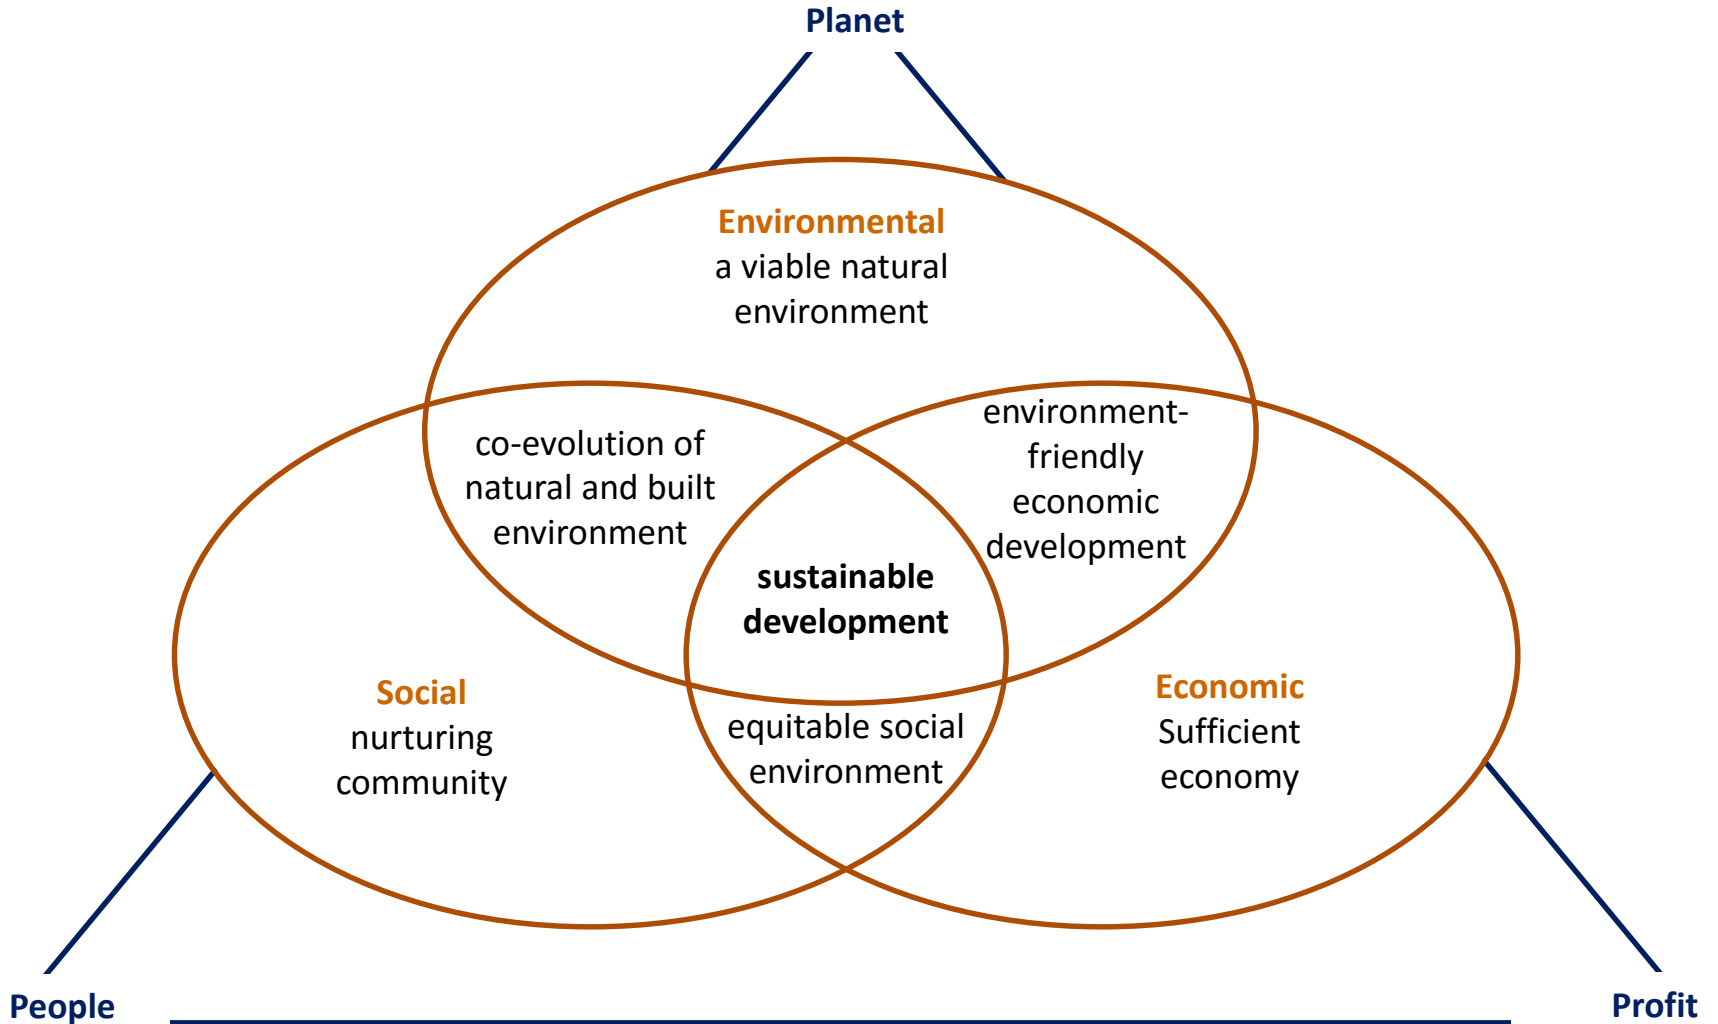 Planet
Environmental
a viable natural
environment
co-evolution of
natural and built
environment
environment-
friendly
economic
development
sustainable
development
Social
nurturing
community
equitable social
environment
Economic
Sufficient
economy
People
Profit